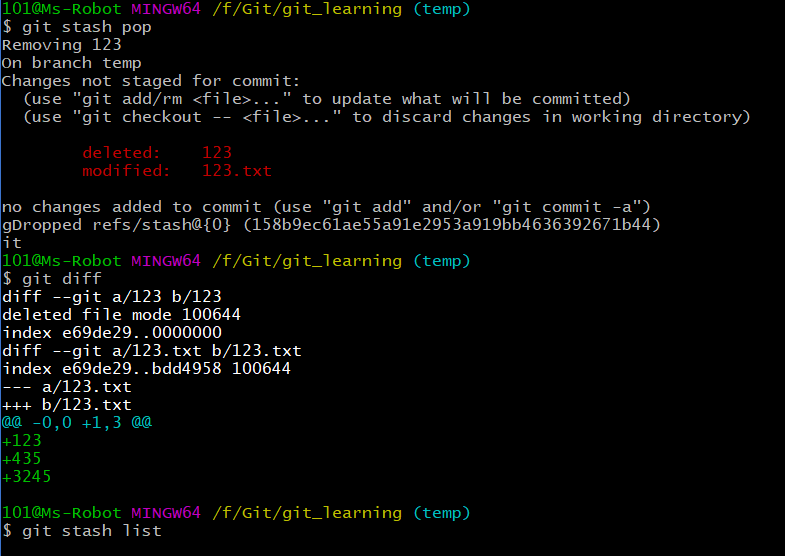 101@Ms-Robot MINGW64 /f/Git/git_learning (temp)
$ git stash pop
Removing 123
On branch temp
Changes not staged for commit:
  (use "git add/rm <file>..." to update what will be committed)
  (use "git checkout -- <file>..." to discard changes in working directory)

        deleted:    123
        modified:   123.txt

no changes added to commit (use "git add" and/or "git commit -a")
gDropped refs/stash@{0} (158b9ec61ae55a91e2953a919bb4636392671b44)
it
101@Ms-Robot MINGW64 /f/Git/git_learning (temp)
$ git diff
diff --git a/123 b/123
deleted file mode 100644
index e69de29..0000000
diff --git a/123.txt b/123.txt
index e69de29..bdd4958 100644
--- a/123.txt
+++ b/123.txt
@@ -0,0 +1,3 @@
+123
+435
+3245

101@Ms-Robot MINGW64 /f/Git/git_learning (temp)
$ git stash list